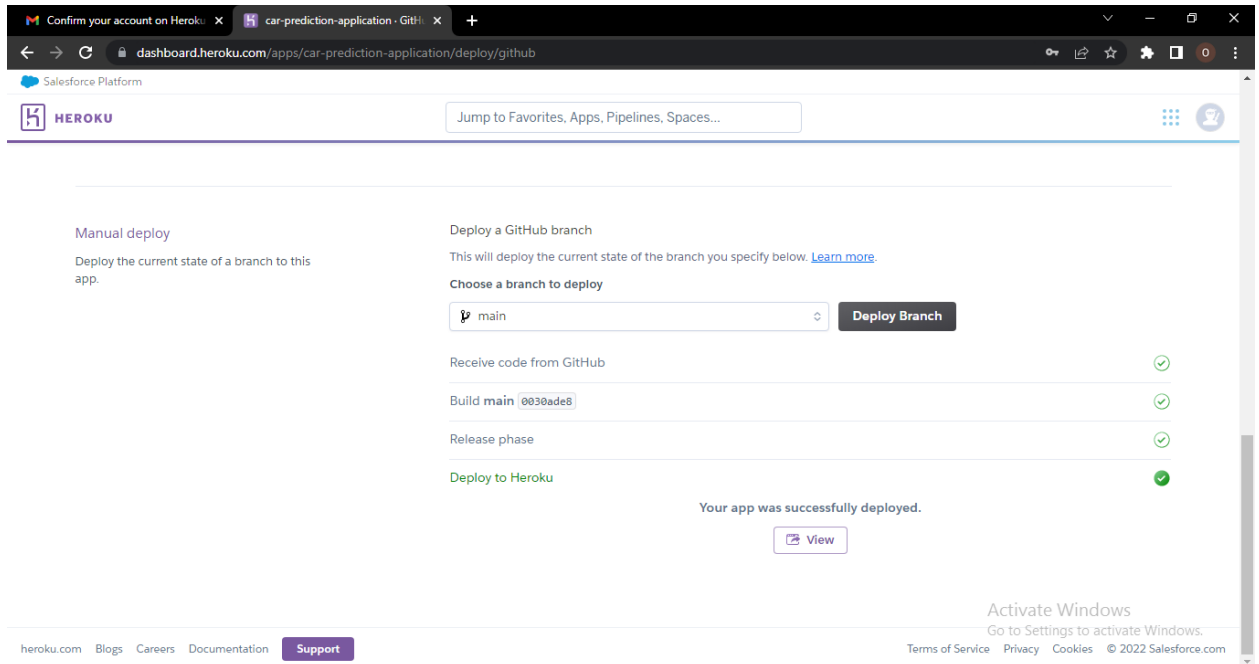 Confirm your account on Heroku
car-prediction-application · GitH
dashboard.heroku.com/apps/car-prediction-application/deploy/github
O
Salesforce Platform
HEROKU
Jump to Favorites, Apps, Pipelines, Spaces...
Manual deploy
Deploy the current state of a branch to this
app.
Deploy a GitHub branch
This will deploy the current state of the branch you specify below. Learn more.
Choose a branch to deploy
main
Deploy Branch
Receive code from GitHub
Build main 0030ade8
Release phase
Deploy to Heroku
Your app was successfully deployed.
View
Activate Windows
Go to Settings to activate Windows.
heroku.com Blogs Careers Documentation Support
Terms of Service Privacy Cookies © 2022 Salesforce.com